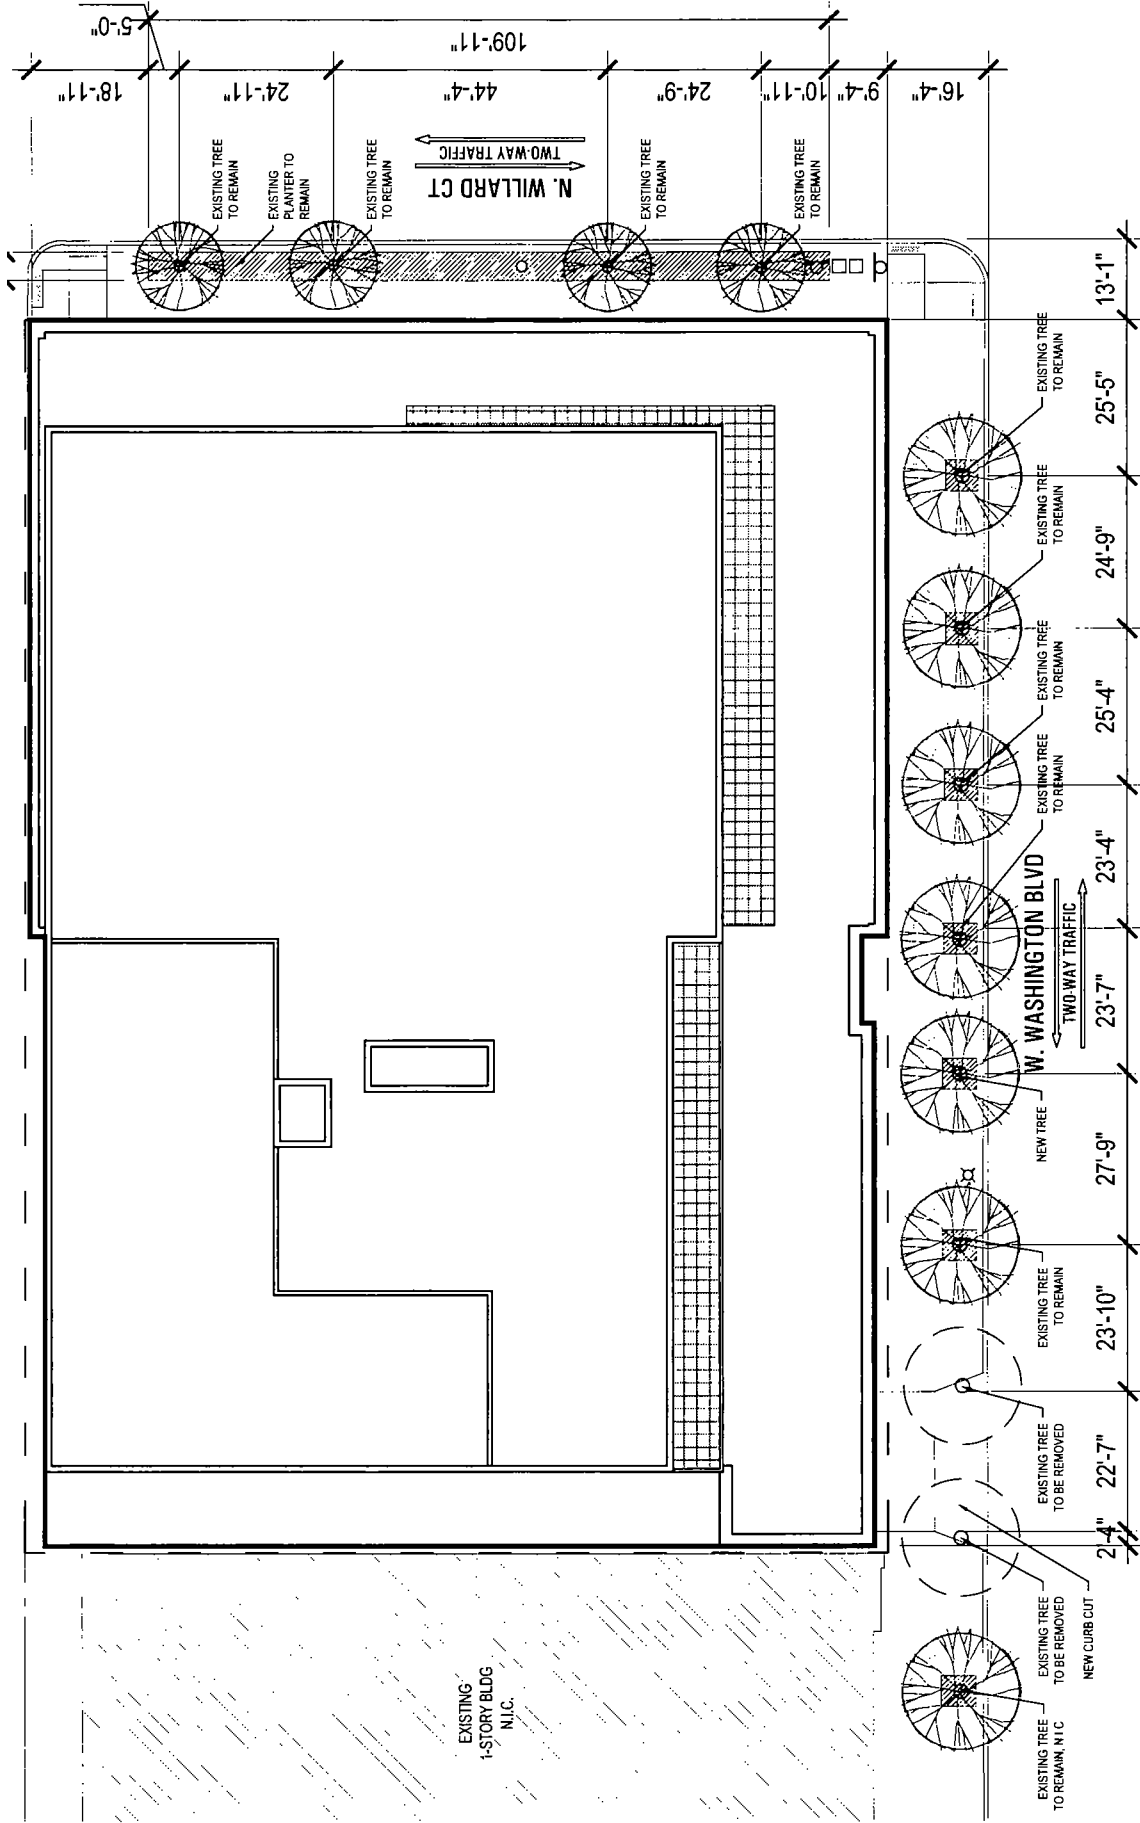 5'-0"
109'-11"
18'-11"
24'-11"
44'-4"
24'-9"
10'-11"
9'-4"
16'-4"
N. WILLARD CT
TWO-WAY TRAFFIC
EXISTING TREE
TO REMAIN
EXISTING
PLANTER TO
REMAIN
EXISTING TREE
TO REMAIN
EXISTING TREE
TO REMAIN
EXISTING TREE
TO REMAIN
13'-1"
25'-5"
24'-9"
25'-4"
23'-4"
23'-7"
27'-9"
23'-10"
22'-7"
2'-4"
EXISTING TREE
TO REMAIN
EXISTING TREE
TO REMAIN
EXISTING TREE
TO REMAIN
EXISTING TREE
TO REMAIN
W. WASHINGTON BLVD
TWO-WAY TRAFFIC
NEW TREE
EXISTING TREE
TO REMAIN
EXISTING TREE
TO BE REMOVED
EXISTING TREE
TO BE REMOVED
NEW CURB CUT
EXISTING TREE
TO REMAIN, N I C
EXISTING
1-STORY BLDG
N.I.C.